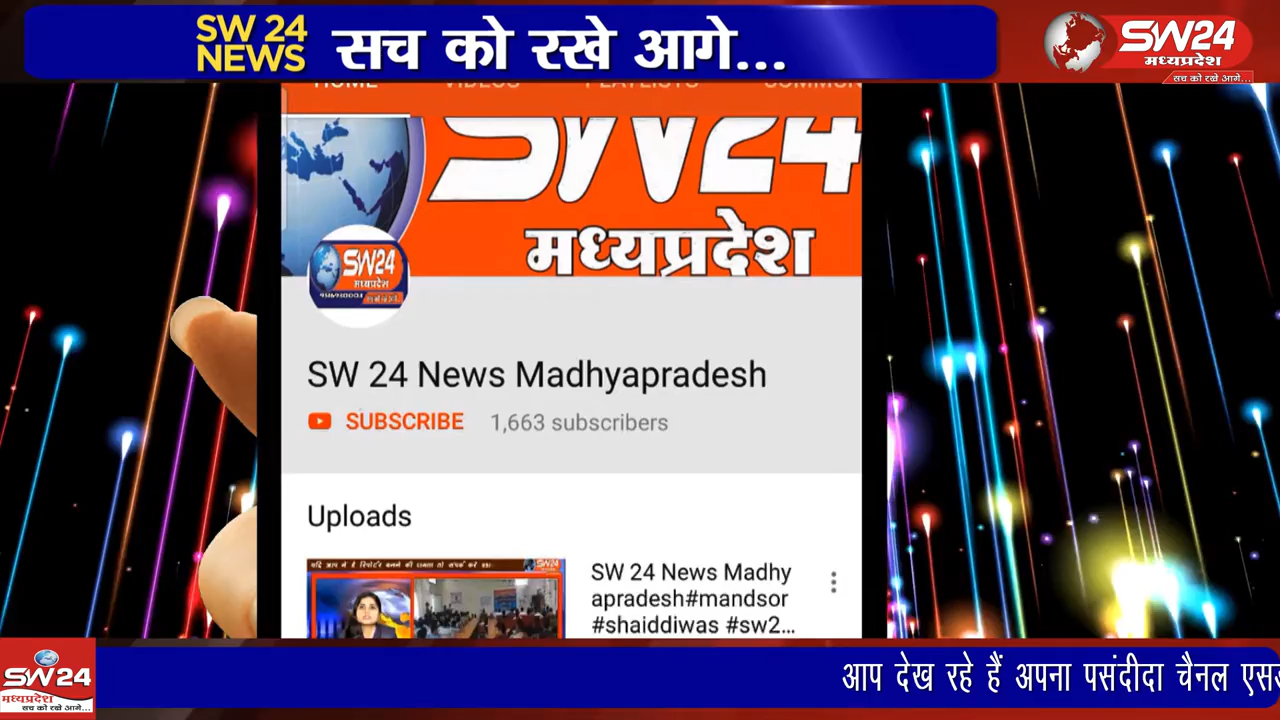 SW 24
NEWS
सच को रखे आगे...
SW24
मध्यप्रदेश
सच को रखे आगे...
HOME VIDEOS PLAYLISTS COMMUN
SW24
मध्यप्रदेश
SW24
मध्यप्रदेश
SW 24 News Madhyapradesh
SUBSCRIBE 1,663 subscribers
Uploads
SW 24 News Madhy
apradesh#mandsor
#shaiddiwas #sw2...
SW24
मध्यप्रदेश
सच को रखे आगे...
आप देख रहे हैं अपना पसंदीदा चैनल